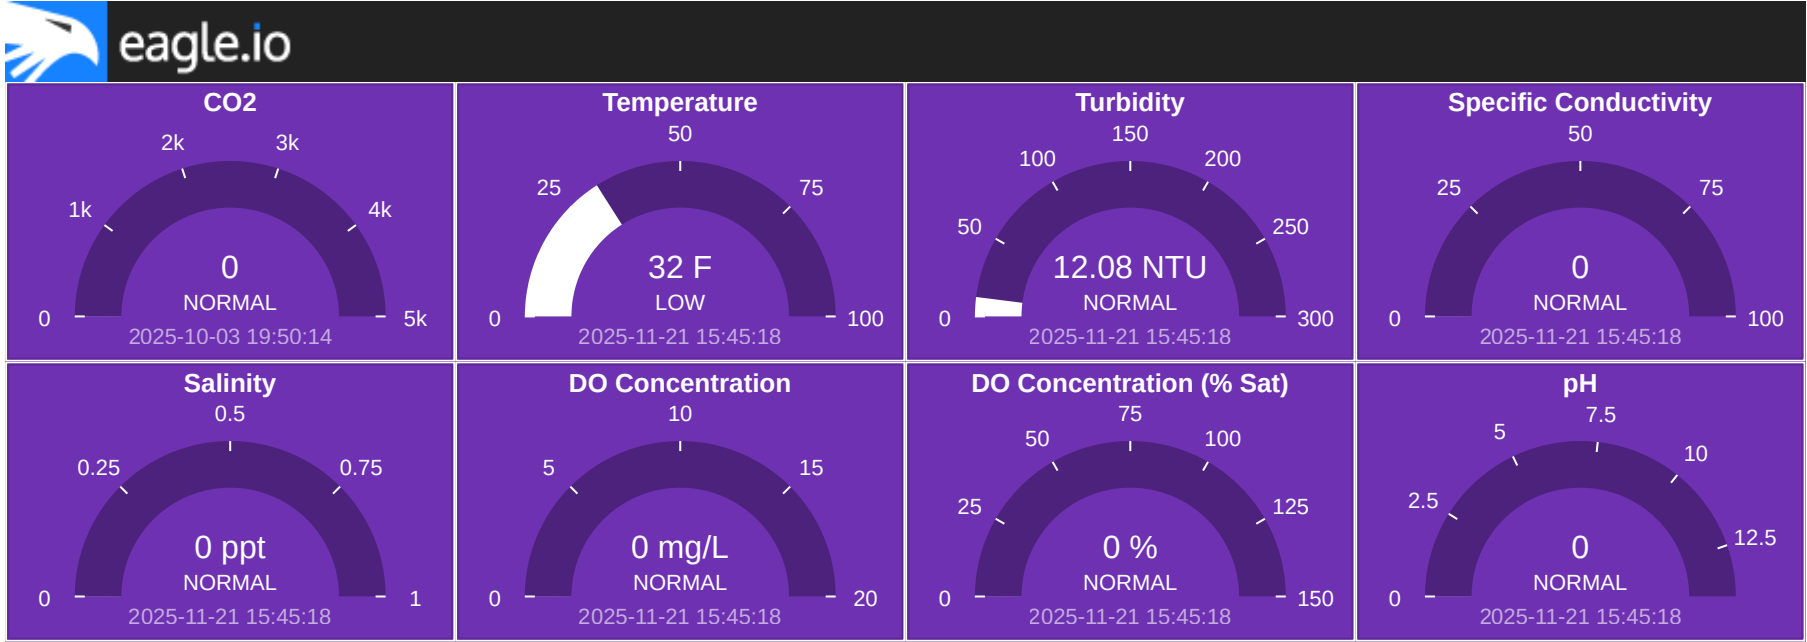 eagle.io
CO2
0
1k
2k
3k
4k
5k
0
NORMAL
2025-10-03 19:50:14
Temperature
0
25
50
75
100
32 F
LOW
2025-11-21 15:45:18
Turbidity
0
50
100
150
200
250
300
12.08 NTU
NORMAL
2025-11-21 15:45:18
Specific Conductivity
0
25
50
75
100
0
NORMAL
2025-11-21 15:45:18
Salinity
0
0.25
0.5
0.75
1
0 ppt
NORMAL
2025-11-21 15:45:18
DO Concentration
0
5
10
15
20
0 mg/L
NORMAL
2025-11-21 15:45:18
DO Concentration (% Sat)
0
25
50
75
100
125
150
0 %
NORMAL
2025-11-21 15:45:18
pH
0
2.5
5
7.5
10
12.5
0
NORMAL
2025-11-21 15:45:18